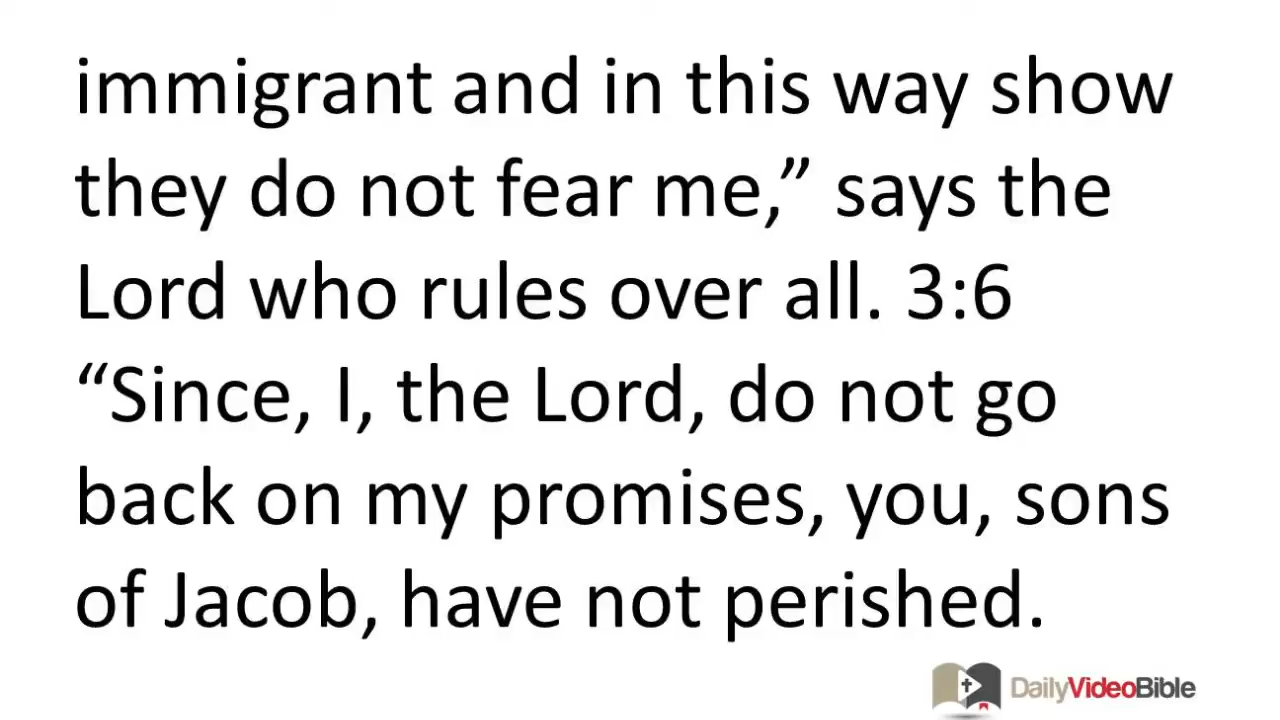 immigrant and in this way show
they do not fear me,” says the
Lord who rules over all. 3:6
“Since, I, the Lord, do not go
back on my promises, you, sons
of Jacob, have not perished.
DailyVideoBible